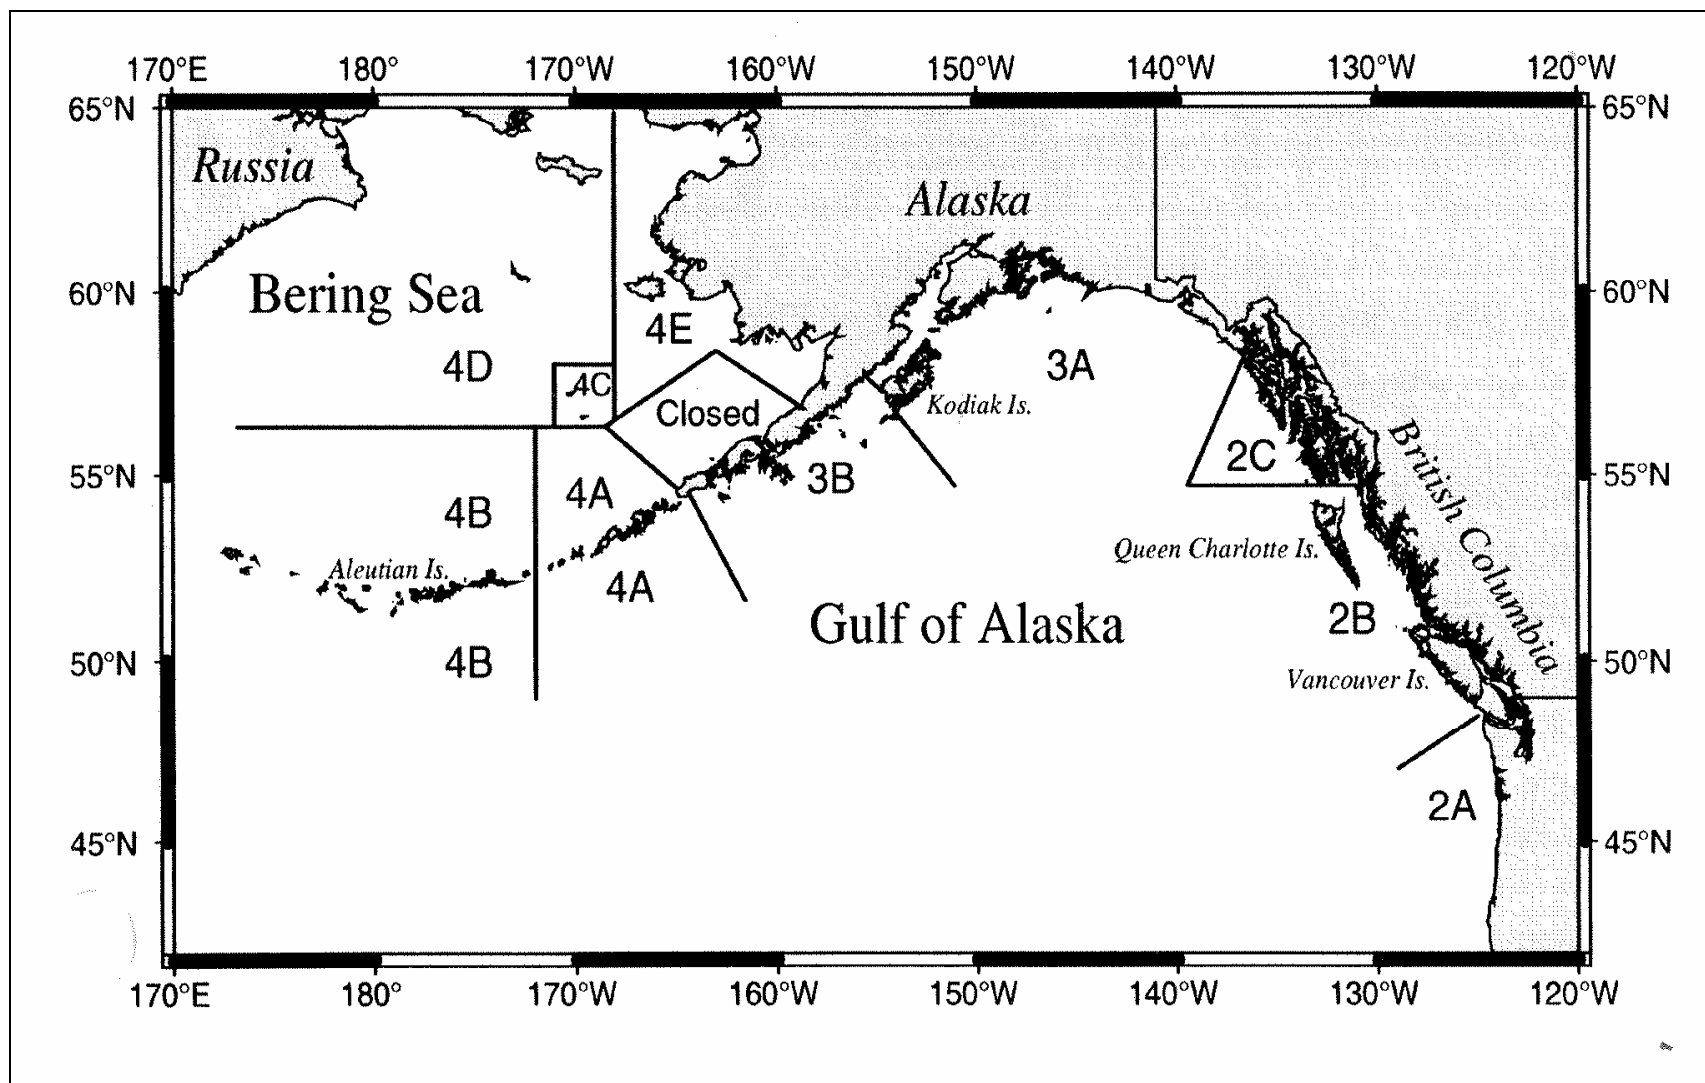 170°E 180° 170°W 160°W 150°W 140°W 130°W 120°W
65°N 65°N
Russia
Alaska
60°N Bering Sea 60°N
4E
4D 4C 3A
Closed Kodiak Is.
British Columbia
2C
55°N 4A 3B 55°N
4B
Queen Charlotte Is.
Aleutian Is.
4A
Gulf of Alaska 2B
50°N 4B 50°N
Vancouver Is.
2A
45°N 45°N
170°E 180° 170°W 160°W 150°W 140°W 130°W 120°W